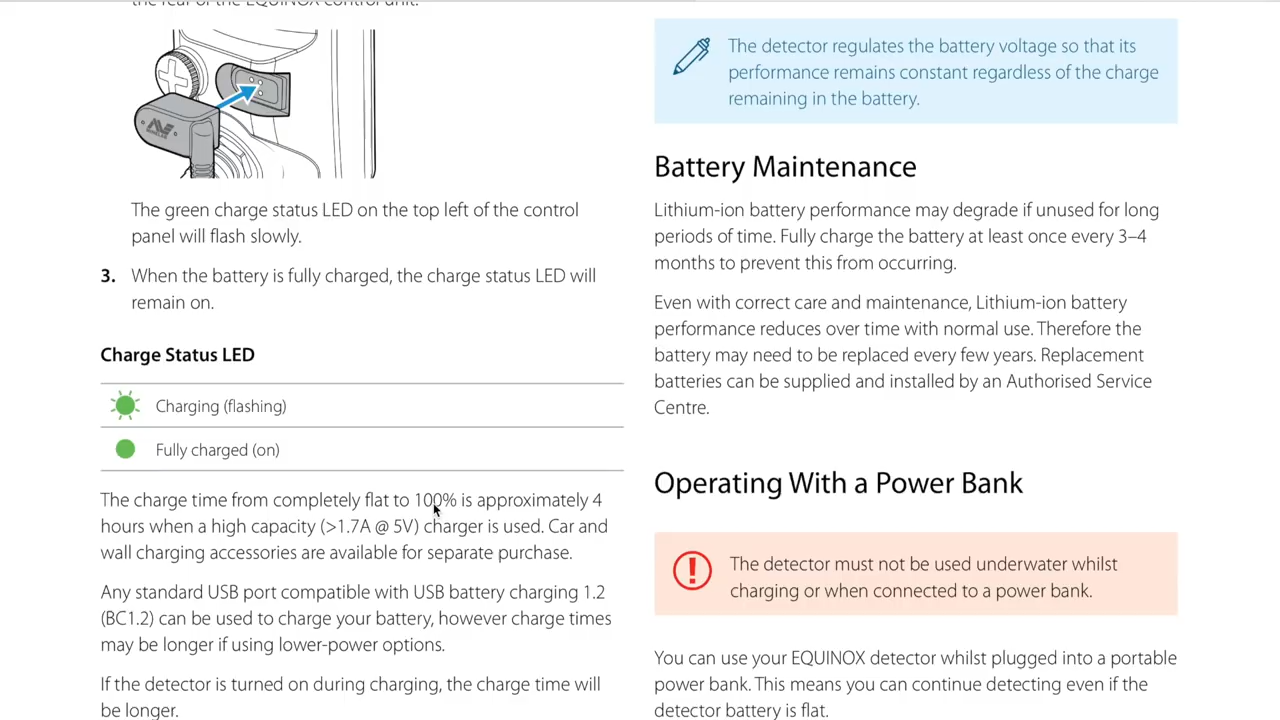 the rear of the EQUINOX control unit.
MINELAB
The green charge status LED on the top left of the control
panel will flash slowly.
3. When the battery is fully charged, the charge status LED will
remain on.
Charge Status LED
Charging (flashing)
Fully charged (on)
The charge time from completely flat to 100% is approximately 4
hours when a high capacity (>1.7A @ 5V) charger is used. Car and
wall charging accessories are available for separate purchase.
Any standard USB port compatible with USB battery charging 1.2
(BC1.2) can be used to charge your battery, however charge times
may be longer if using lower-power options.
If the detector is turned on during charging, the charge time will
be longer.
The detector regulates the battery voltage so that its
performance remains constant regardless of the charge
remaining in the battery.
Battery Maintenance
Lithium-ion battery performance may degrade if unused for long
periods of time. Fully charge the battery at least once every 3–4
months to prevent this from occurring.
Even with correct care and maintenance, Lithium-ion battery
performance reduces over time with normal use. Therefore the
battery may need to be replaced every few years. Replacement
batteries can be supplied and installed by an Authorised Service
Centre.
Operating With a Power Bank
The detector must not be used underwater whilst
charging or when connected to a power bank.
You can use your EQUINOX detector whilst plugged into a portable
power bank. This means you can continue detecting even if the
detector battery is flat.